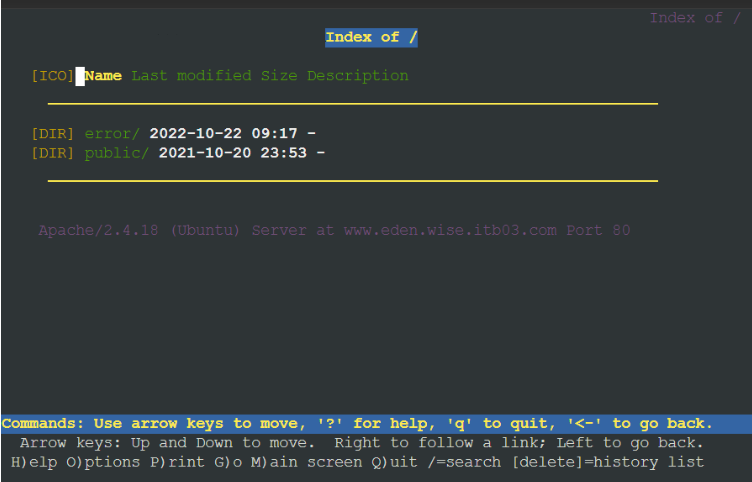 Index of /
Index of /
[ICO] Name Last modified Size Description
[DIR] error/ 2022-10-22 09:17 -
[DIR] public/ 2021-10-20 23:53 -
Apache/2.4.18 (Ubuntu) Server at www.eden.wise.itb03.com Port 80
Commands: Use arrow keys to move, '?' for help, 'q' to quit, '<-' to go back.
Arrow keys: Up and Down to move. Right to follow a link; Left to go back.
H)elp O)ptions P)rint G)o M)ain screen Q)uit /=search [delete]=history list